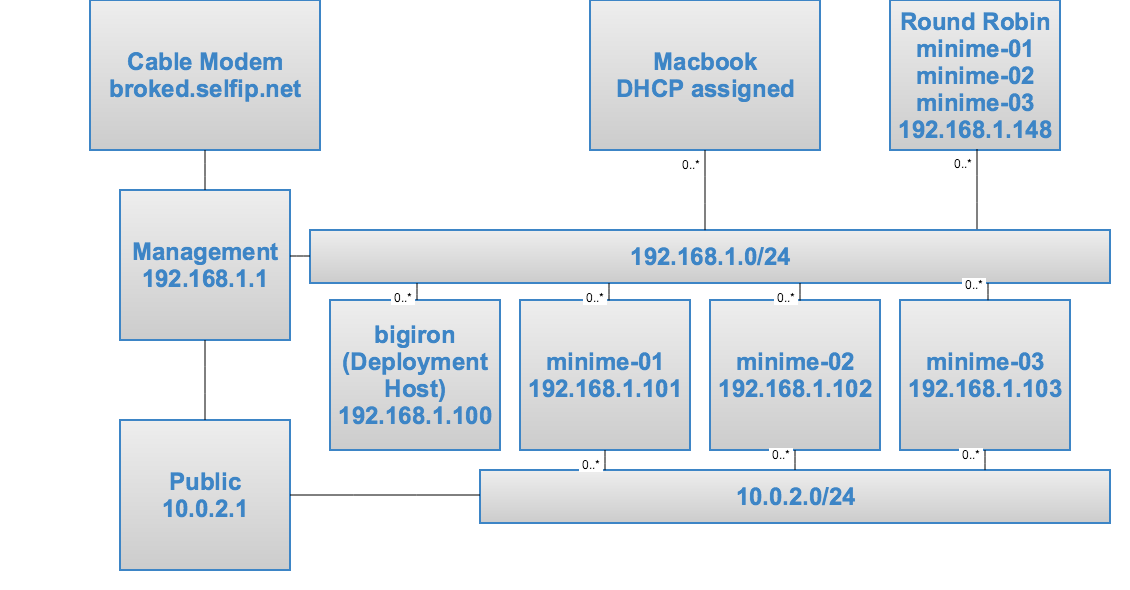 Cable Modem
broked.selfip.net
Macbook
DHCP assigned
Round Robin
minime-01
minime-02
minime-03
192.168.1.148
0..*
0..*
Management
192.168.1.1
192.168.1.0/24
0..*
0..*
0..*
0..*
bigiron
(Deployment
Host)
192.168.1.100
minime-01
192.168.1.101
minime-02
192.168.1.102
minime-03
192.168.1.103
0..*
0..*
0..*
Public
10.0.2.1
10.0.2.0/24